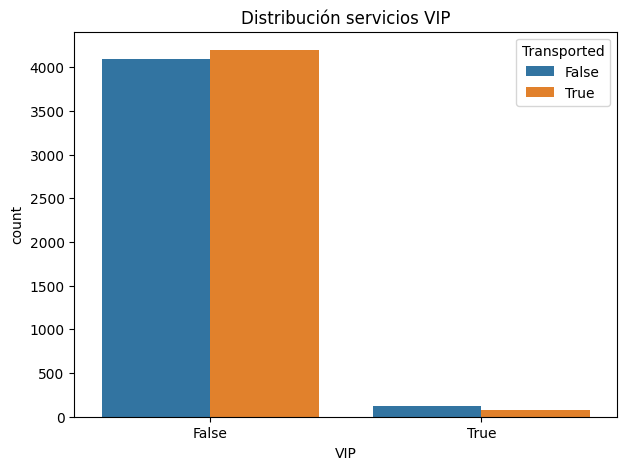 Distribución servicios VIP
Transported
False
True
4000
3500
3000
2500
2000
1500
1000
500
0
count
False
True
VIP